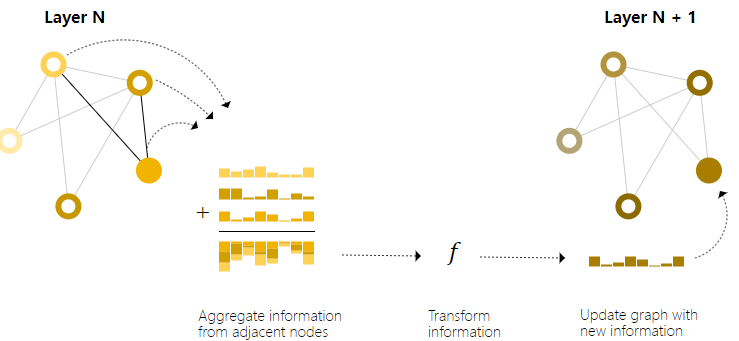 Layer N
Layer N + 1
+
f
Aggregate information
from adjacent nodes
Transform
information
Update graph with
new information